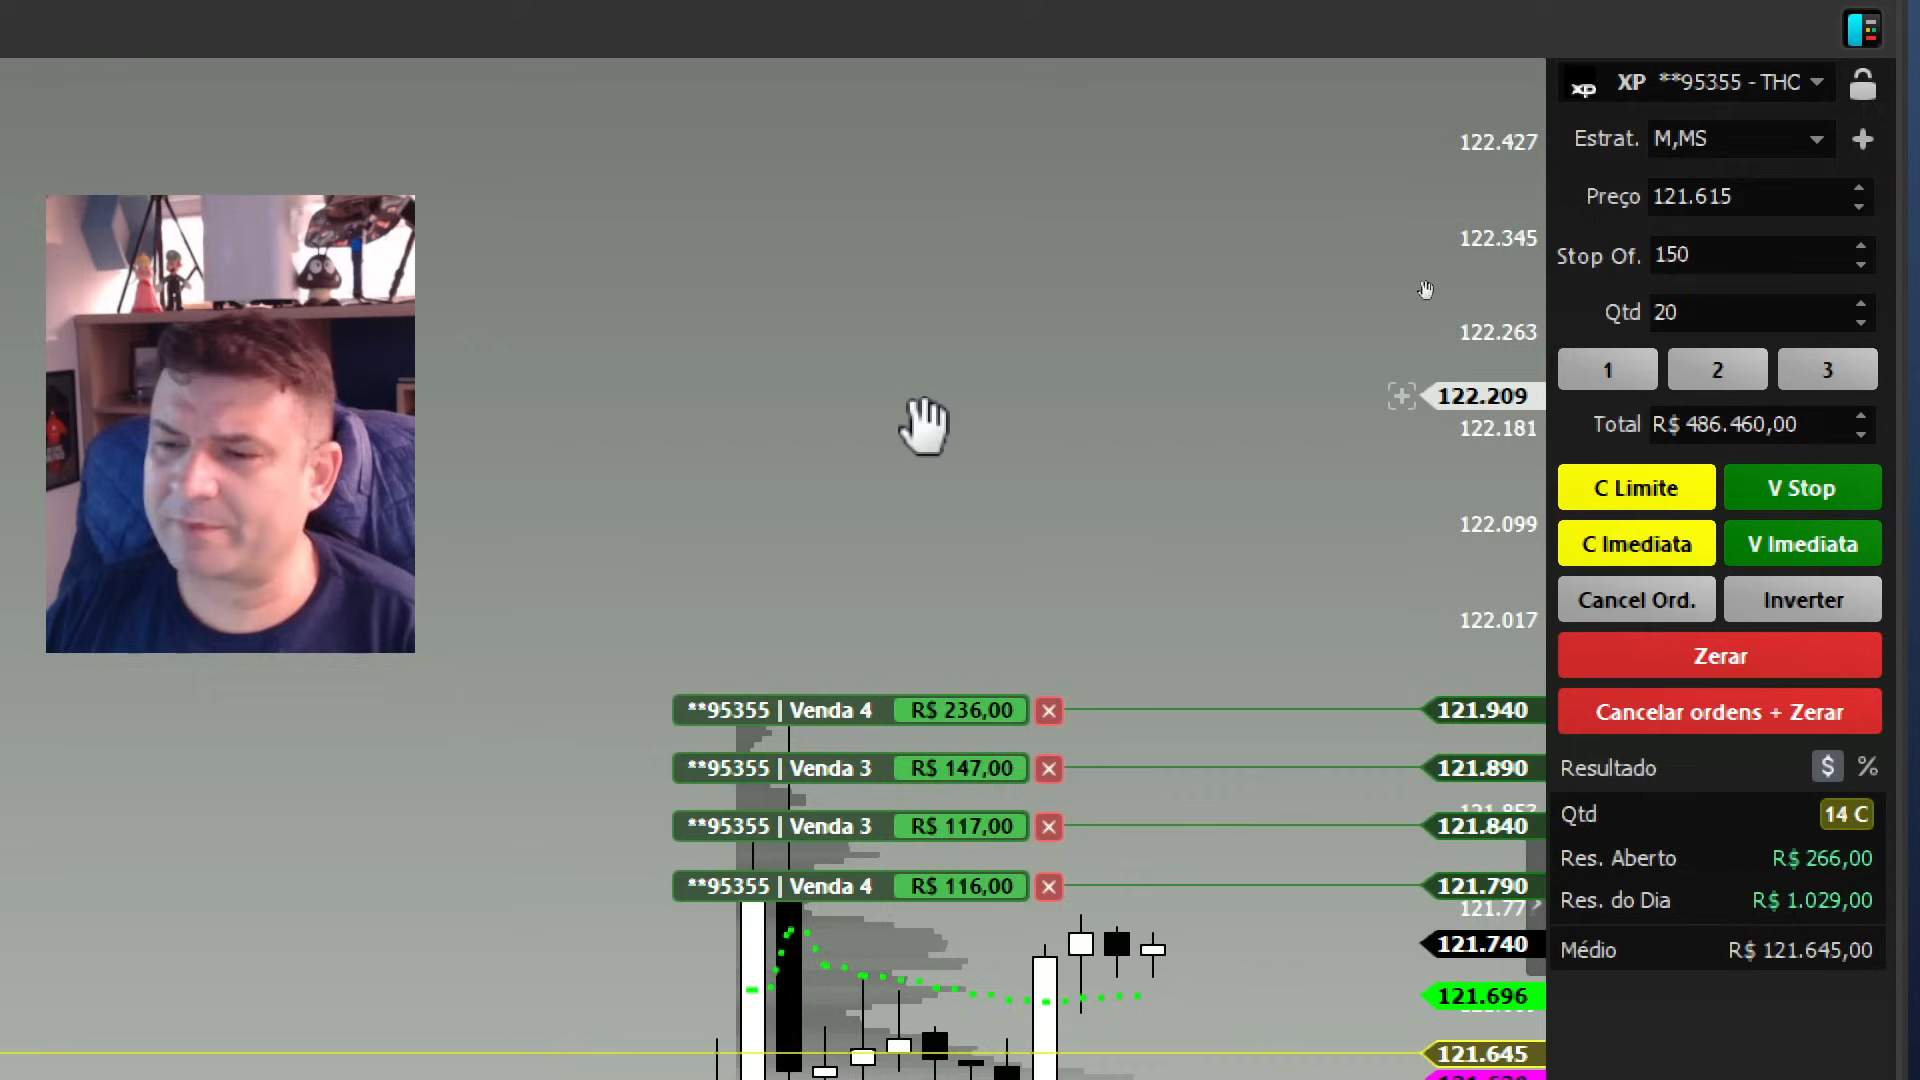 xp XP **95355 - THC
122.427
Estrat. M,MS
Preço 121.615
122.345
Stop Of. 150
Qtd 20
122.263
1 2 3
122.209
Total R$ 486.460,00
122.181
C Limite V Stop
122.099
C Imediata V Imediata
Cancel Ord. Inverter
122.017
Zerar
**95355 | Venda 4 R$ 236,00 121.940
Cancelar ordens + Zerar
**95355 | Venda 3 R$ 147,00 121.890
Resultado $ %
Qtd 14 C
**95355 | Venda 3 R$ 117,00 121.840
Res. Aberto R$ 266,00
**95355 | Venda 4 R$ 116,00 121.790
Res. do Dia R$ 1.029,00
121.740
Médio R$ 121.645,00
121.696
121.645